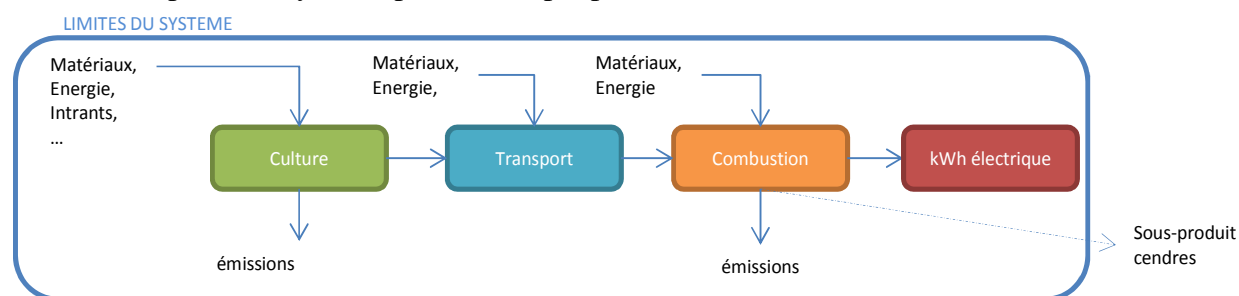 LIMITES DU SYSTEME
Matériaux,
Energie,
Intrants,
…
Matériaux,
Energie,
Matériaux,
Energie
Culture
Transport
Combustion
kWh électrique
émissions
émissions
Sous-produit
cendres